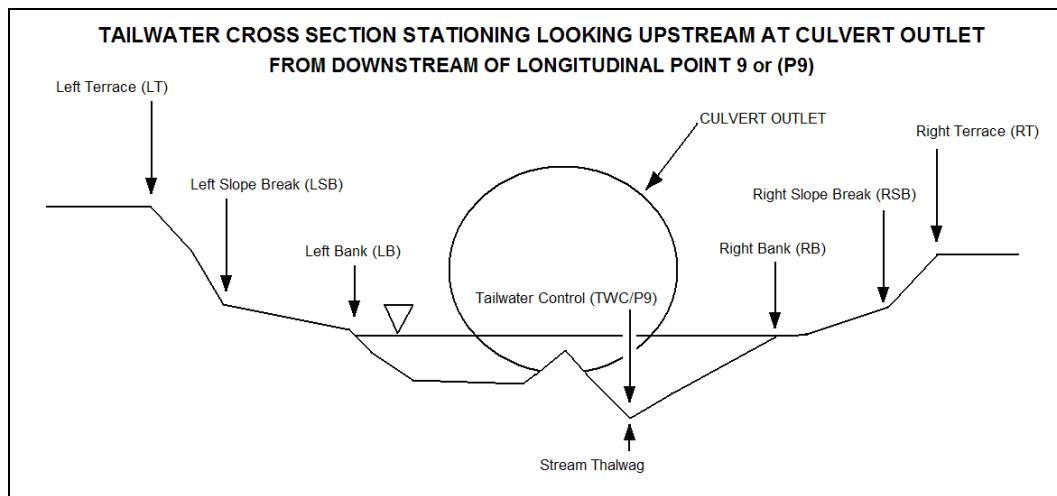 TAILWATER CROSS SECTION STATIONING LOOKING UPSTREAM AT CULVERT OUTLET
FROM DOWNSTREAM OF LONGITUDINAL POINT 9 or (P9)
Left Terrace (LT)
CULVERT OUTLET
Right Terrace (RT)
Left Slope Break (LSB)
Right Slope Break (RSB)
Left Bank (LB)
Right Bank (RB)
Tailwater Control (TWC/P9)
Stream Thalwag